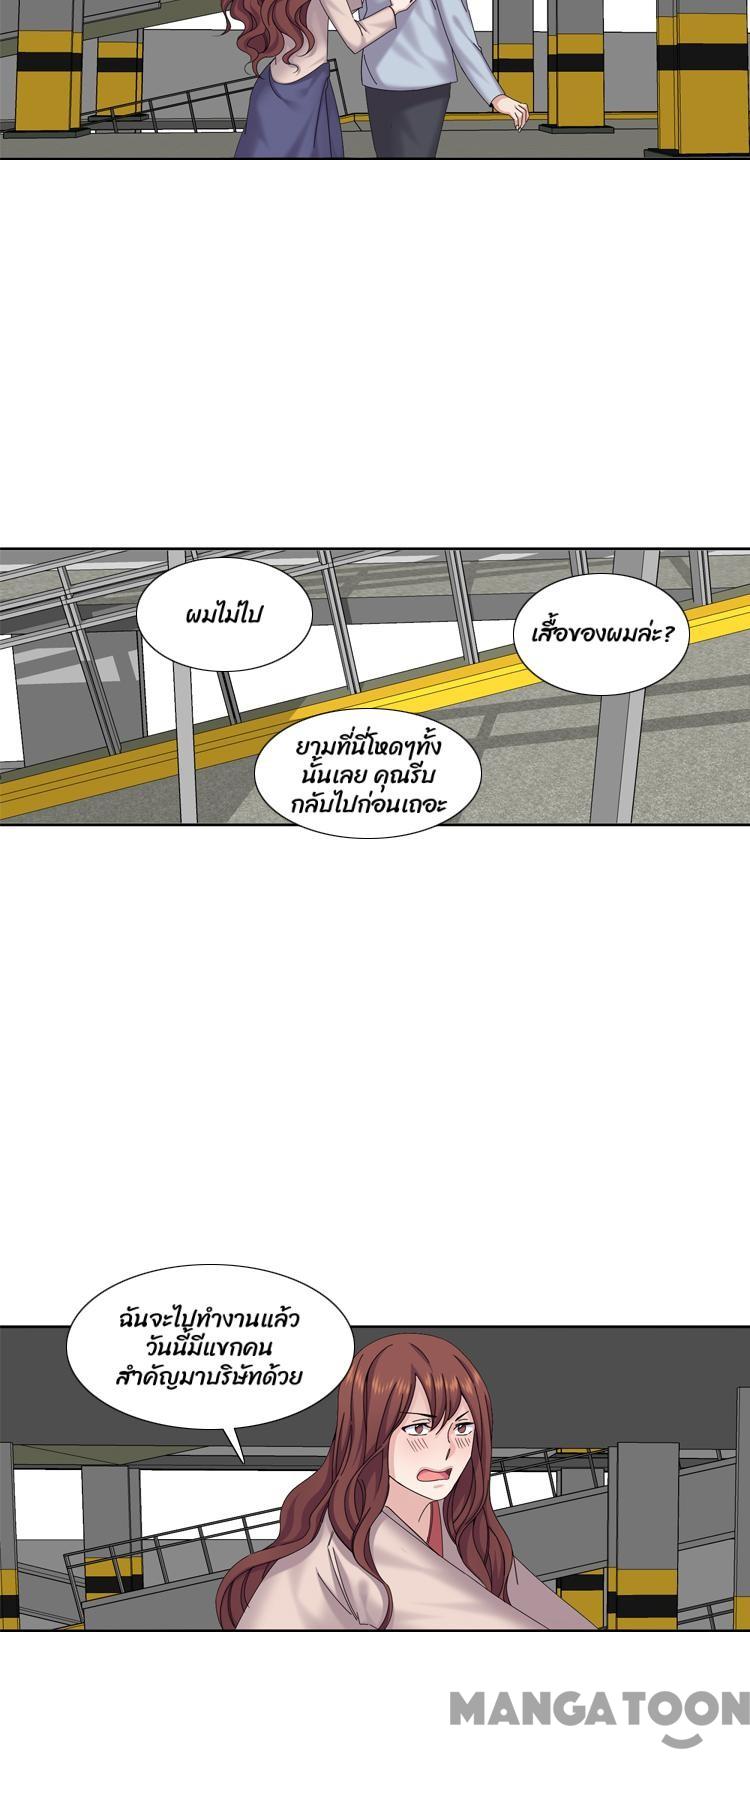 ผมไม่ไป
เสื้อของผมล่ะ?
ยามที่นี่โหดๆทั้ง
นั้นเลย คุณรีบ
กลับไปก่อนเถอะ
ฉันจะไปทำงานแล้ว
วันนี้มีแขกคน
สำคัญมาบริษัทด้วย
MANGATOON